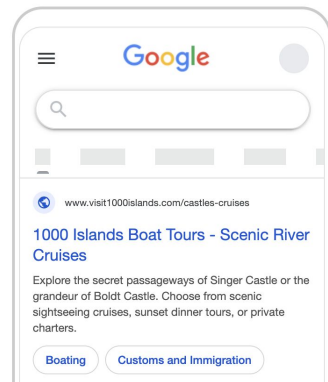 Google
www.visit1000islands.com/castles-cruises
1000 Islands Boat Tours - Scenic River
Cruises
Explore the secret passageways of Singer Castle or the
grandeur of Boldt Castle. Choose from scenic
sightseeing cruises, sunset dinner tours, or private
charters.
Boating Customs and Immigration